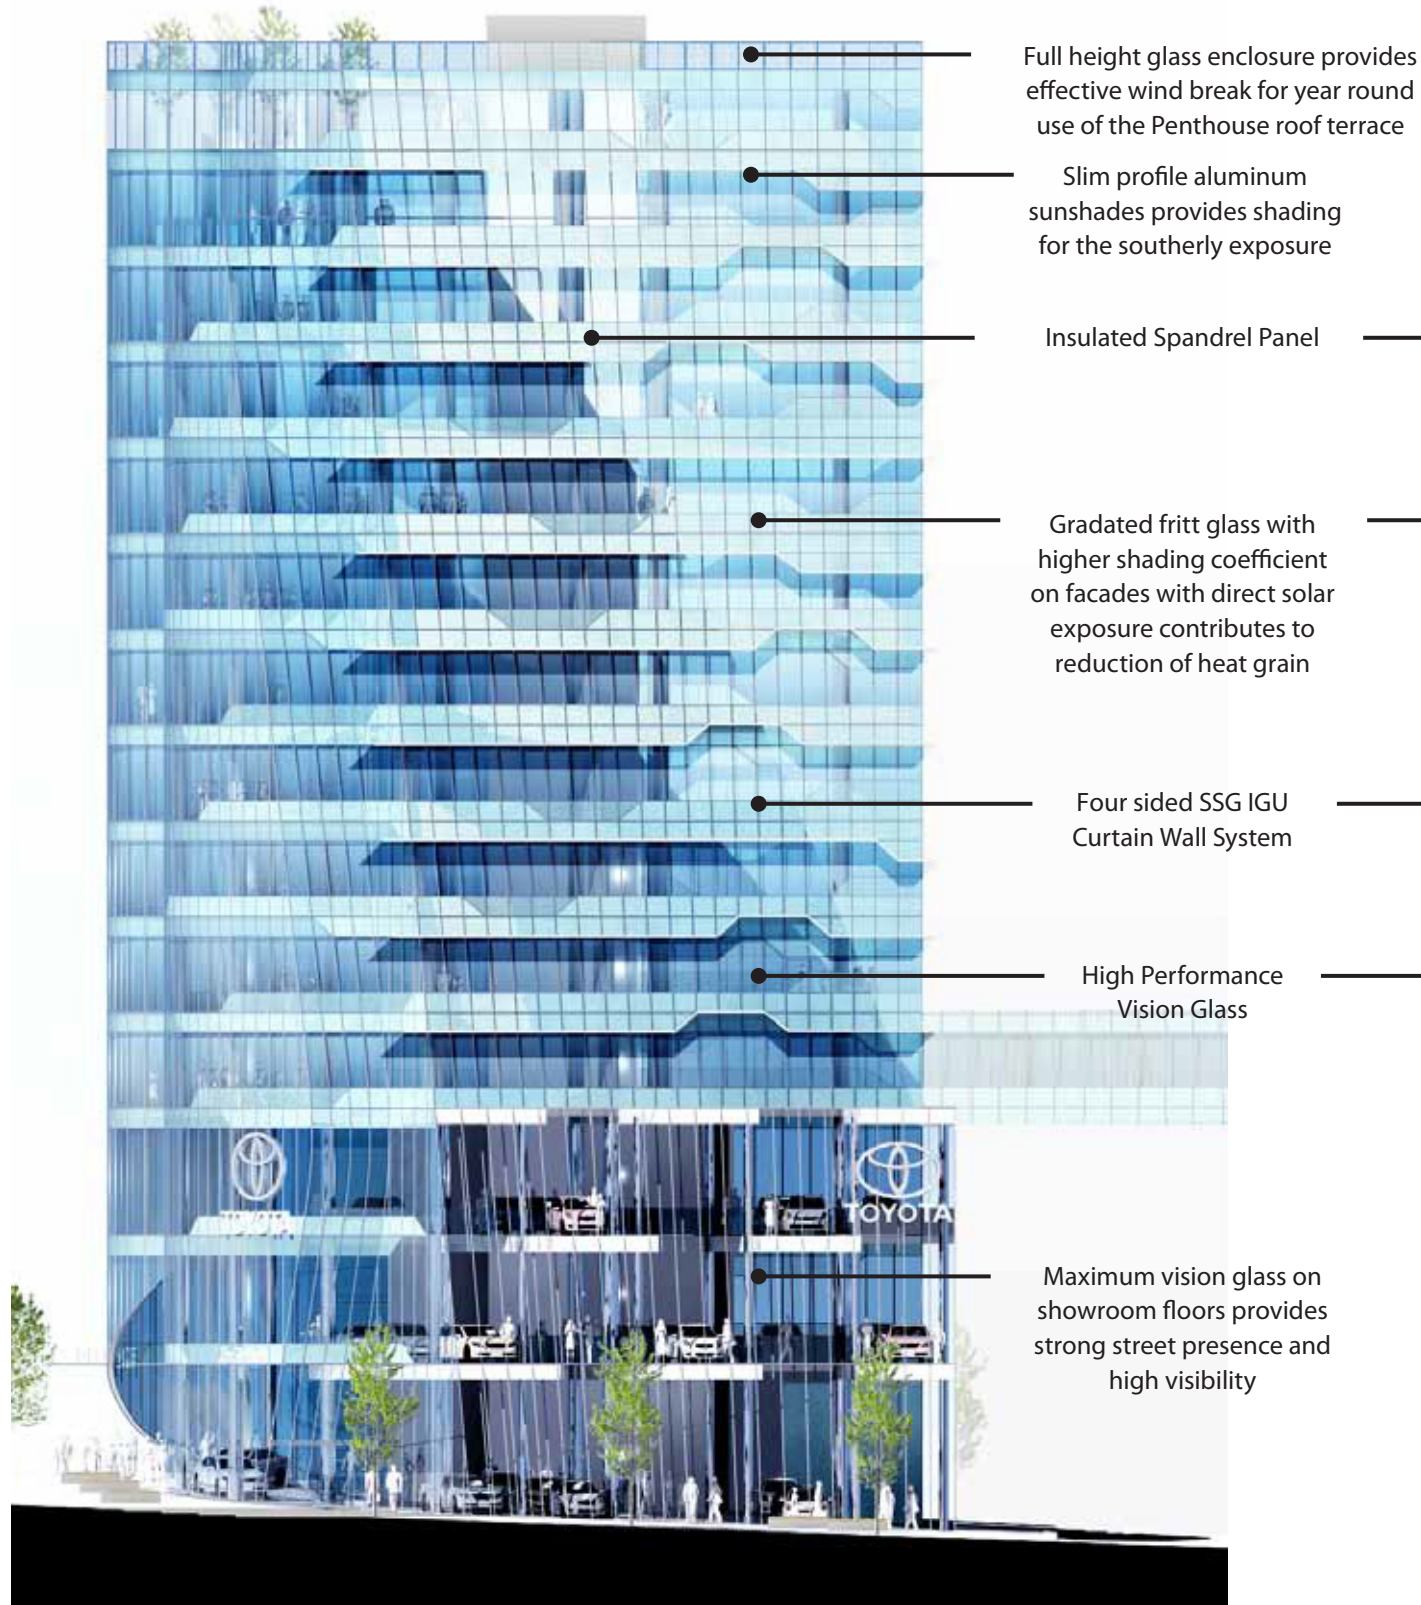 Full height glass enclosure provides
effective wind break for year round
use of the Penthouse roof terrace
Slim profile aluminum
sunshades provides shading
for the southerly exposure
Insulated Spandrel Panel
Gradated fritt glass with
higher shading coefficient
on facades with direct solar
exposure contributes to
reduction of heat grain
Four sided SSG IGU
Curtain Wall System
High Performance
Vision Glass
TOYOTA
TOYOTA
Maximum vision glass on
showroom floors provides
strong street presence and
high visibility